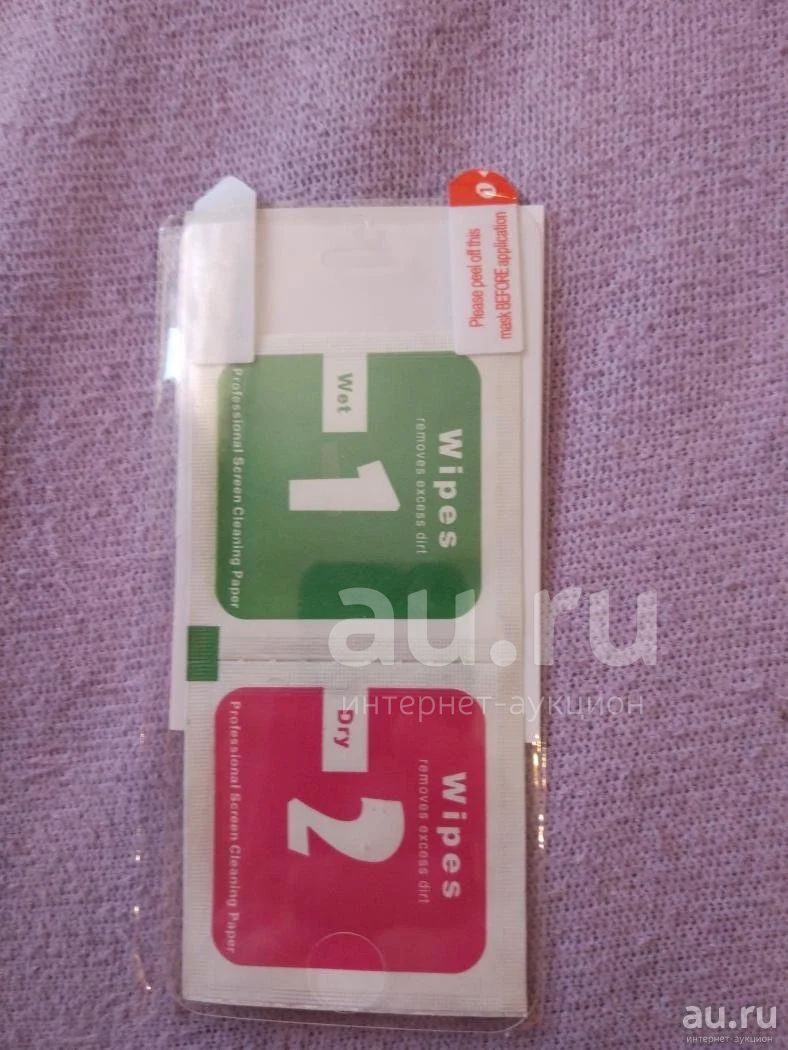 1
Please peel off this
mask BEFORE application
Wipes
removes excess dirt
Wet
1
Professional Screen Cleaning Paper
Wipes
removes excess dirt
Dry
2
Professional Screen Cleaning Paper
au.ru
интернет-аукцион
au.ru
интернет-аукцион